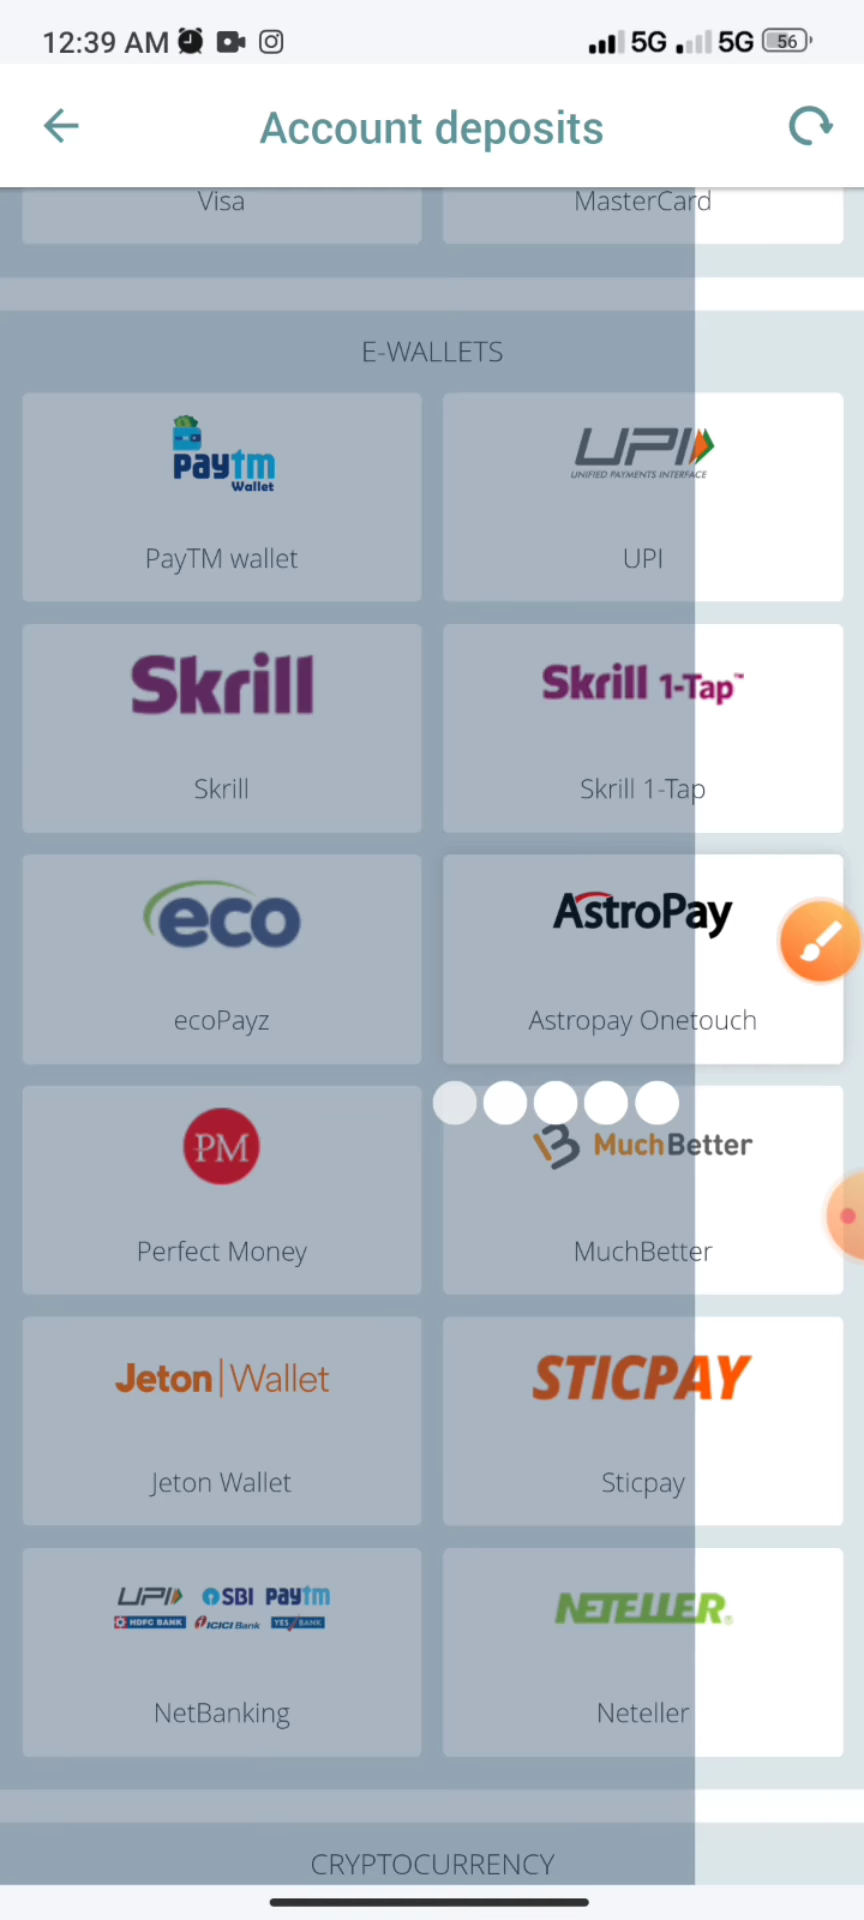 12:39 AM 5G 5G 56
Account deposits
Visa MasterCard
E-WALLETS
paytm
Wallet
UPI
UNIFIED PAYMENTS INTERFACE
PayTM wallet UPI
Skrill Skrill 1-Tap™
Skrill Skrill 1-Tap
eco AstroPay
ecoPayz Astropay Onetouch
PM MuchBetter
Perfect Money MuchBetter
Jeton Wallet STICPAY
Jeton Wallet Sticpay
UPI SBI paytm
HDFC BANK ICICI Bank YES BANK
NETELLER®
NetBanking Neteller
CRYPTOCURRENCY